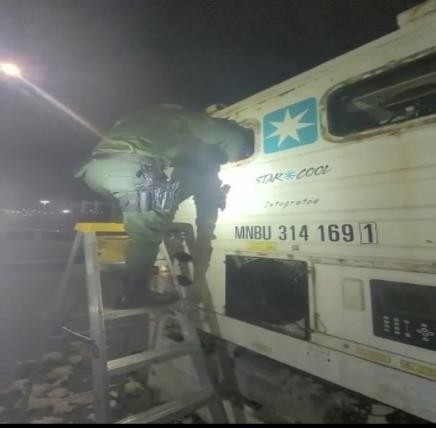 STAR COOL
Integrated
MNBU 314 169 1